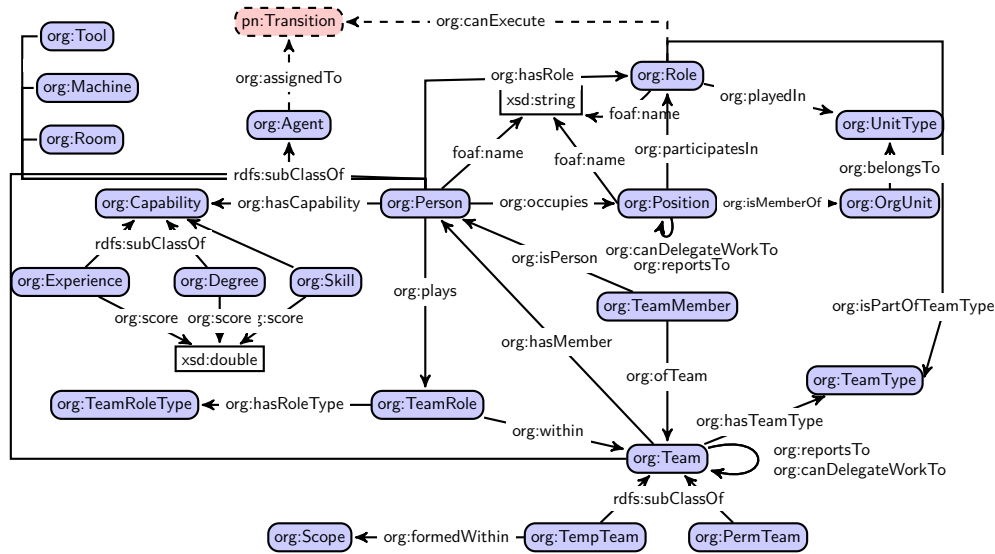 pn:Transition
org:canExecute
org:Tool
org:assignedTo
org:hasRole
org:Role
org:Machine
org:playedIn
xsd:string
foaf:name
org:Agent
org:UnitType
org:Room
org:participatesIn
foaf:name
foaf:name
org:belongsTo
rdfs:subClassOf
org:Capability
org:hasCapability
org:Person
org:occupies
org:Position
org:isMemberOf
org:OrgUnit
rdfs:subClassOf
org:canDelegateWorkTo
org:reportsTo
org:isPerson
org:Experience
org:Degree
org:Skill
org:plays
org:TeamMember
org:isPartOfTeamType
org:score
org:score
g:score
org:hasMember
xsd:double
org:ofTeam
org:TeamType
org:TeamRoleType
org:hasRoleType
org:TeamRole
org:hasTeamType
org:within
org:reportsTo
org:Team
org:canDelegateWorkTo
rdfs:subClassOf
org:Scope
org:formedWithin
org:TempTeam
org:PermTeam